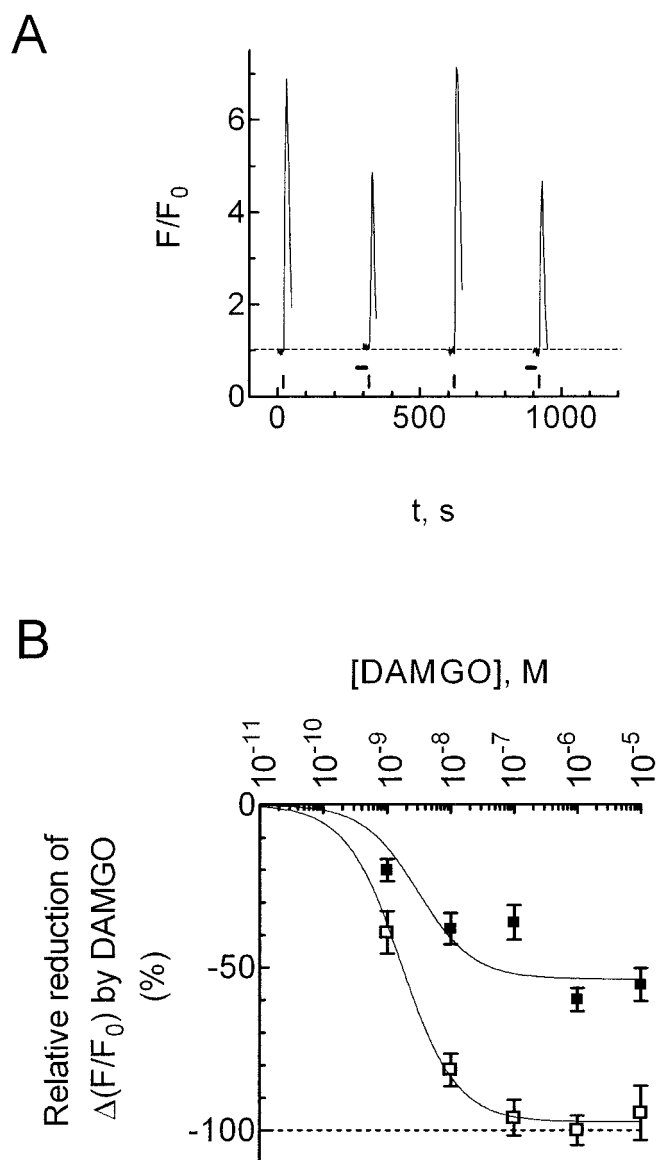 A
F/F₀
6
4
2
0
0 500 1000
t, s
B
[DAMGO], M
10⁻¹¹ 10⁻¹⁰ 10⁻⁹ 10⁻⁸ 10⁻⁷ 10⁻⁶ 10⁻⁵
0
-50
-100
Relative reduction of
Δ(F/F₀) by DAMGO
(%)